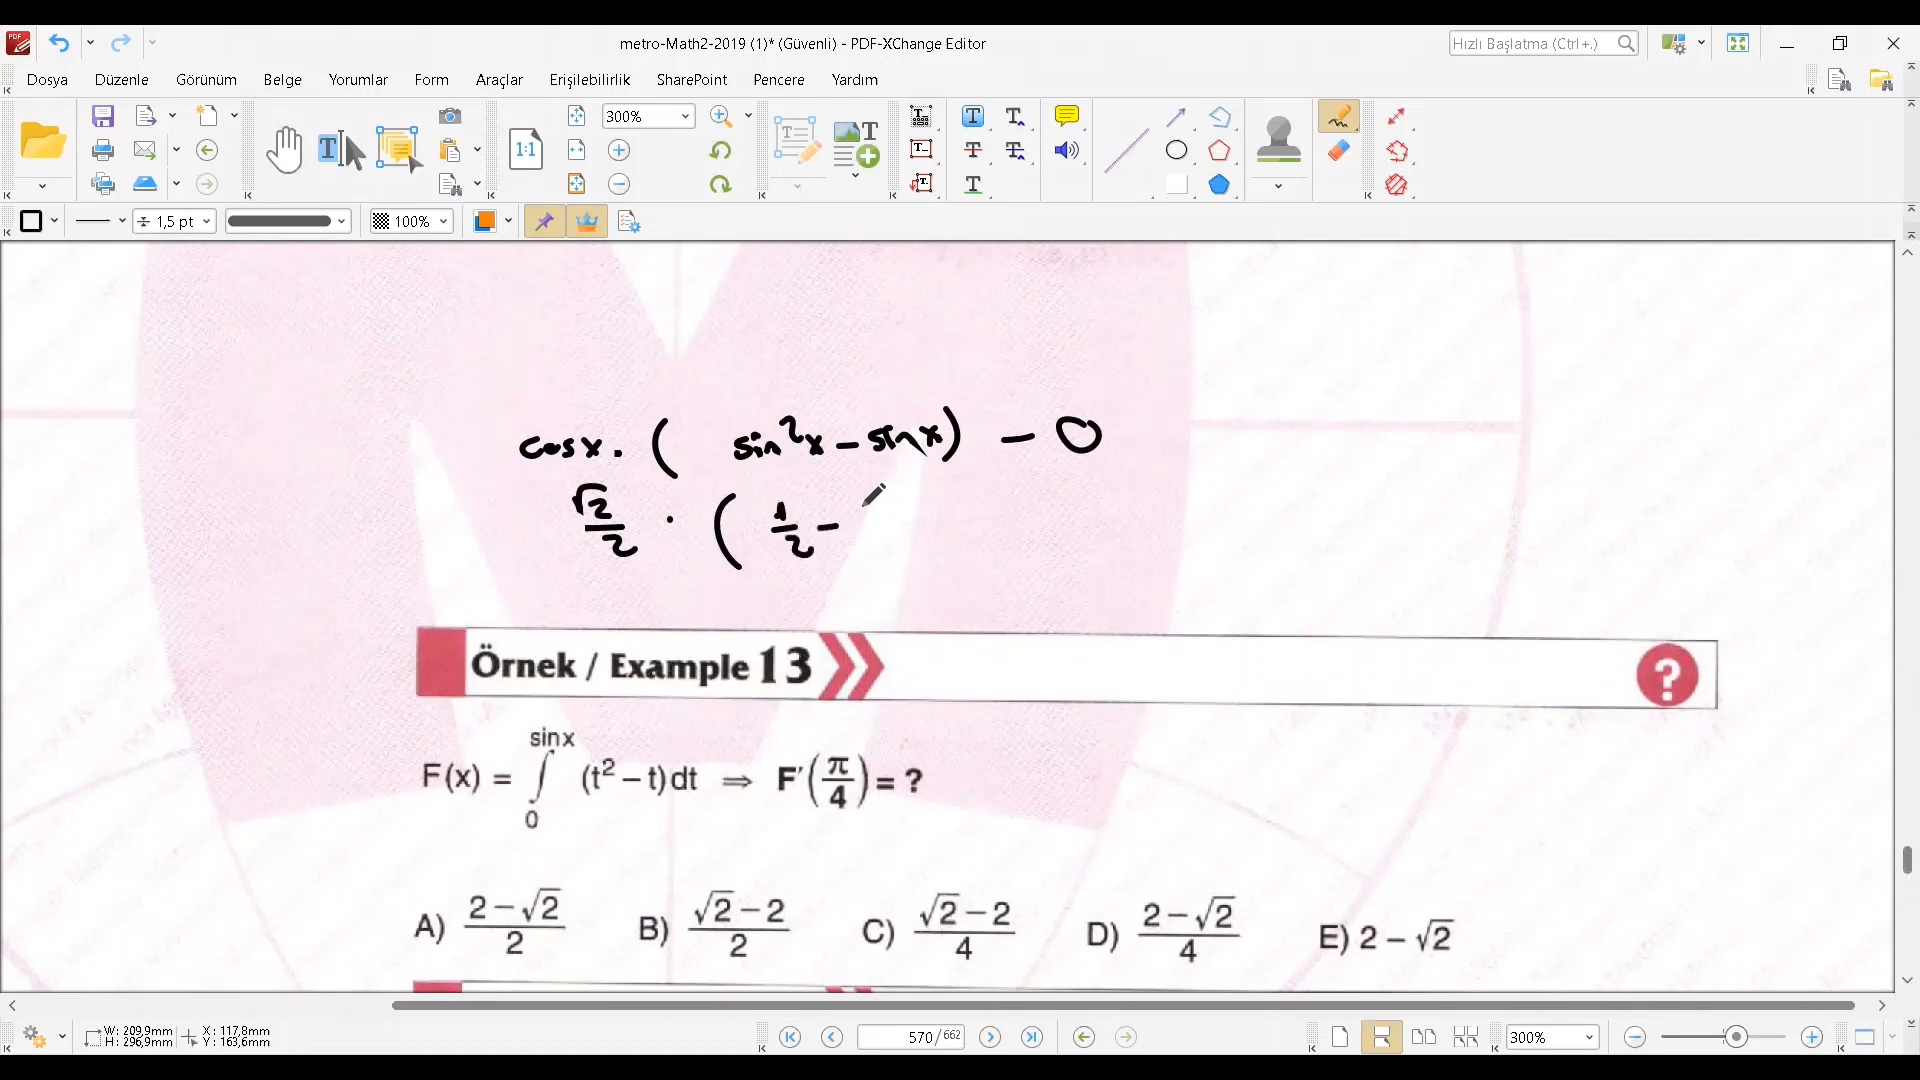 metro-Math2-2019 (1)* (Güvenli) - PDF-XChange Editor
Hızlı Başlatma (Ctrl+.)
Dosya Düzenle Görünüm Belge Yorumlar Form Araçlar Erişilebilirlik SharePoint Pencere Yardım
300%
1:1
1,5 pt
100%
cosx . ( sin²x - sinx) - 0
√2/2 . ( 1/2 -
Örnek / Example 13
?
F(x) = ∫₀^{sinx} (t² - t) dt ⇒ F'(π/4) = ?
A) (2-√2)/2 B) (√2-2)/2 C) (√2-2)/4 D) (2-√2)/4 E) 2-√2
W: 209,9mm X: 117,8mm
H: 296,9mm Y: 163,6mm
570 / 662
300%